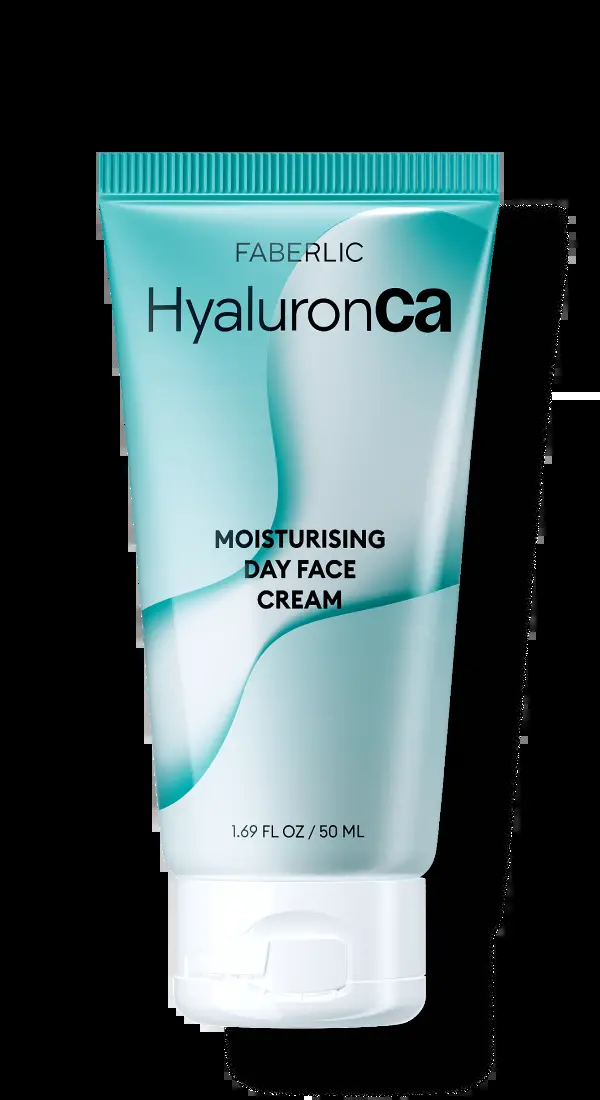 FABERLIC
HyaluronCa
MOISTURISING
DAY FACE
CREAM
1.69 FL OZ / 50 ML